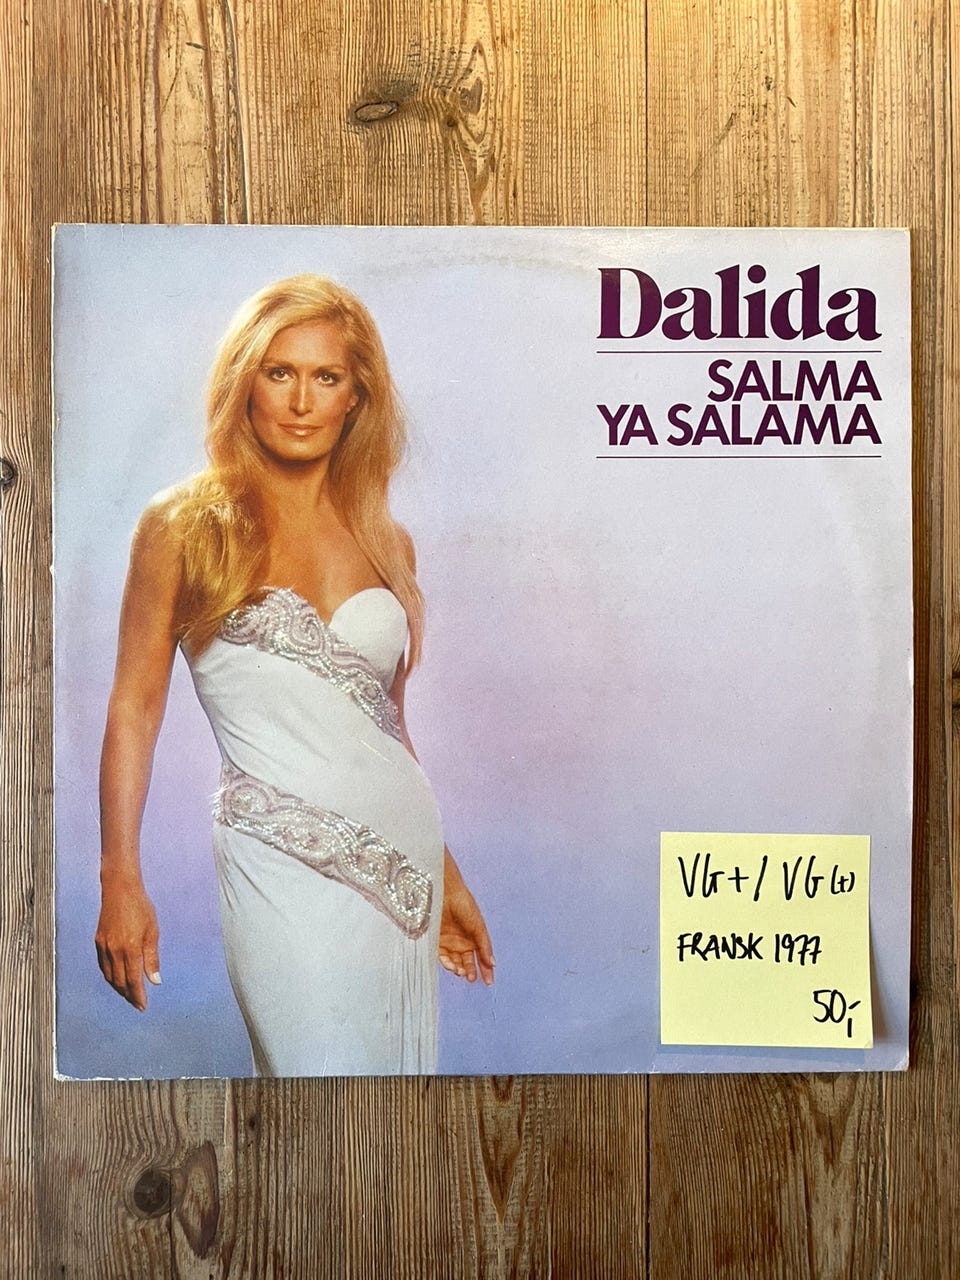 Dalida
SALMA
YA SALAMA
VG+/ VG(+)
FRANSK 1977
50;-